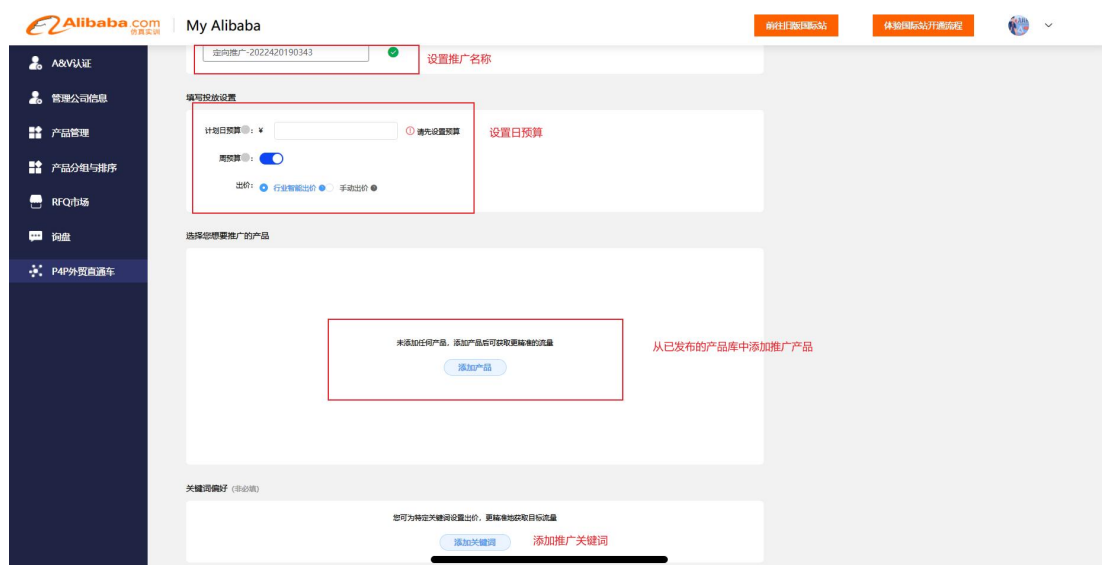 Alibaba.com
仿真实训
My Alibaba
前往旧版国际站
体验国际站开通流程
A&V认证
管理公司信息
产品管理
产品分组与排序
RFQ市场
询盘
P4P外贸直通车
定向推广-2022420190343
设置推广名称
填写投放设置
计划日预算 : ¥
请先设置预算
设置日预算
周预算 :
出价: 行业智能出价 手动出价
选择您想要推广的产品
未添加任何产品，添加产品后可获取更精准的流量
添加产品
从已发布的产品库中添加推广产品
关键词偏好 (非必填)
您可为特定关键词设置出价，更精准地获取目标流量
添加关键词
添加推广关键词